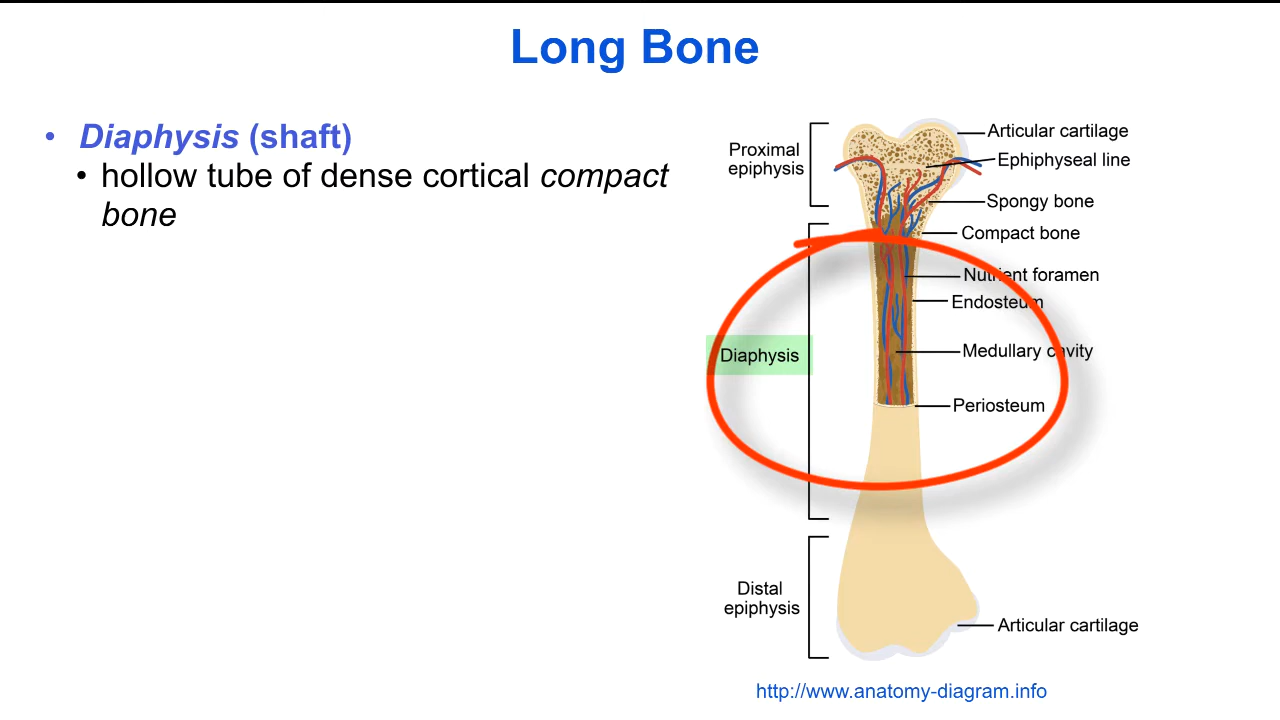 Long Bone
• Diaphysis (shaft)
• hollow tube of dense cortical compact
bone
Proximal
epiphysis
Articular cartilage
Ephiphyseal line
Spongy bone
Compact bone
Nutrient foramen
Endosteum
Diaphysis
Medullary cavity
Periosteum
Distal
epiphysis
Articular cartilage
http://www.anatomy-diagram.info